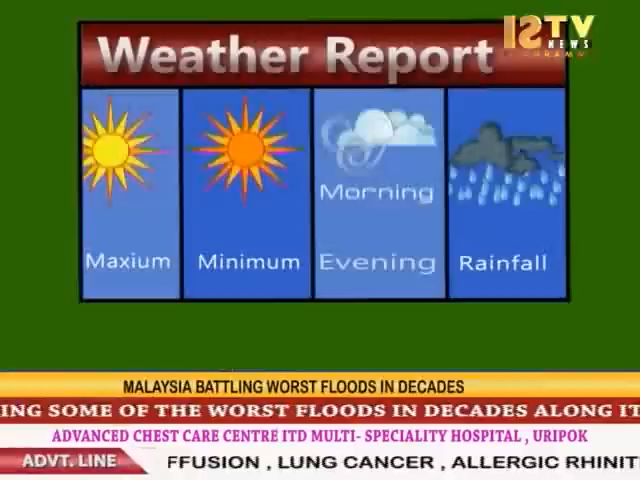 ISTV
NEWS
Weather Report
Morning
Maxium Minimum Evening Rainfall
MALAYSIA BATTLING WORST FLOODS IN DECADES
ING SOME OF THE WORST FLOODS IN DECADES ALONG IT
ADVANCED CHEST CARE CENTRE ITD MULTI- SPECIALITY HOSPITAL , URIPOK
ADVT. LINE FFUSION , LUNG CANCER , ALLERGIC RHINIT